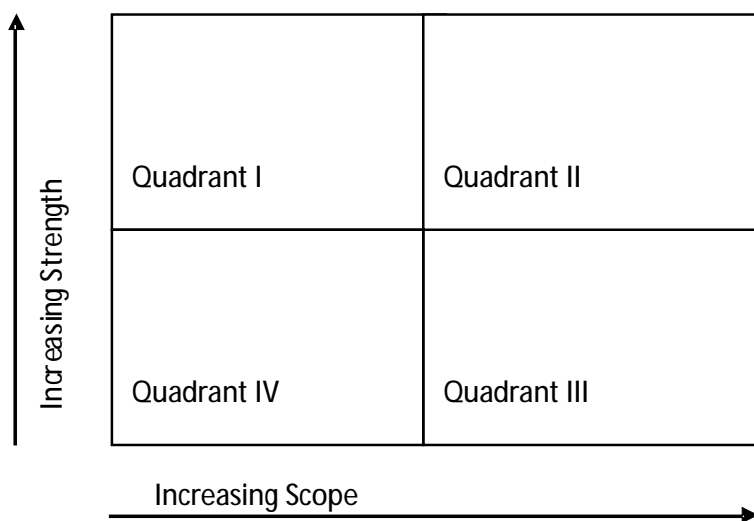 Quadrant I
Quadrant II
Increasing Strength
Quadrant IV
Quadrant III
Increasing Scope